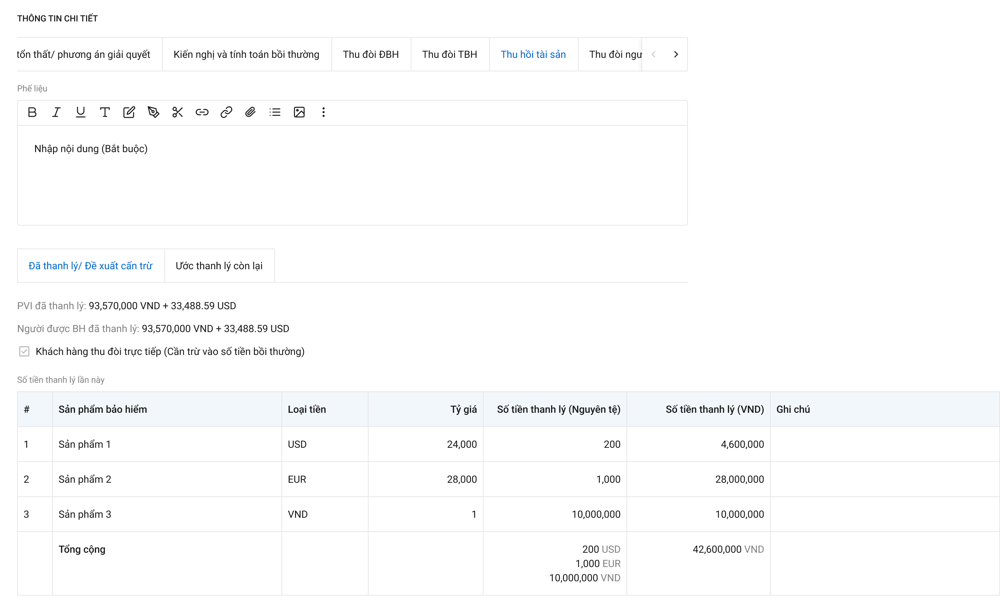 THÔNG TIN CHI TIẾT
tổn thất/ phương án giải quyết Kiến nghị và tính toán bồi thường Thu đòi ĐBH Thu đòi TBH Thu hồi tài sản Thu đòi ngư
Phế liệu
Nhập nội dung (Bắt buộc)
Đã thanh lý/ Đề xuất cấn trừ Ước thanh lý còn lại
PVI đã thanh lý: 93,570,000 VND + 33,488.59 USD
Người được BH đã thanh lý: 93,570,000 VND + 33,488.59 USD
Khách hàng thu đòi trực tiếp (Cần trừ vào số tiền bồi thường)
Số tiền thanh lý lần này
# Sản phẩm bảo hiểm Loại tiền Tỷ giá Số tiền thanh lý (Nguyên tệ) Số tiền thanh lý (VND) Ghi chú
1 Sản phẩm 1 USD 24,000 200 4,600,000
2 Sản phẩm 2 EUR 28,000 1,000 28,000,000
3 Sản phẩm 3 VND 1 10,000,000 10,000,000
Tổng cộng 200 USD 42,600,000 VND
1,000 EUR
10,000,000 VND